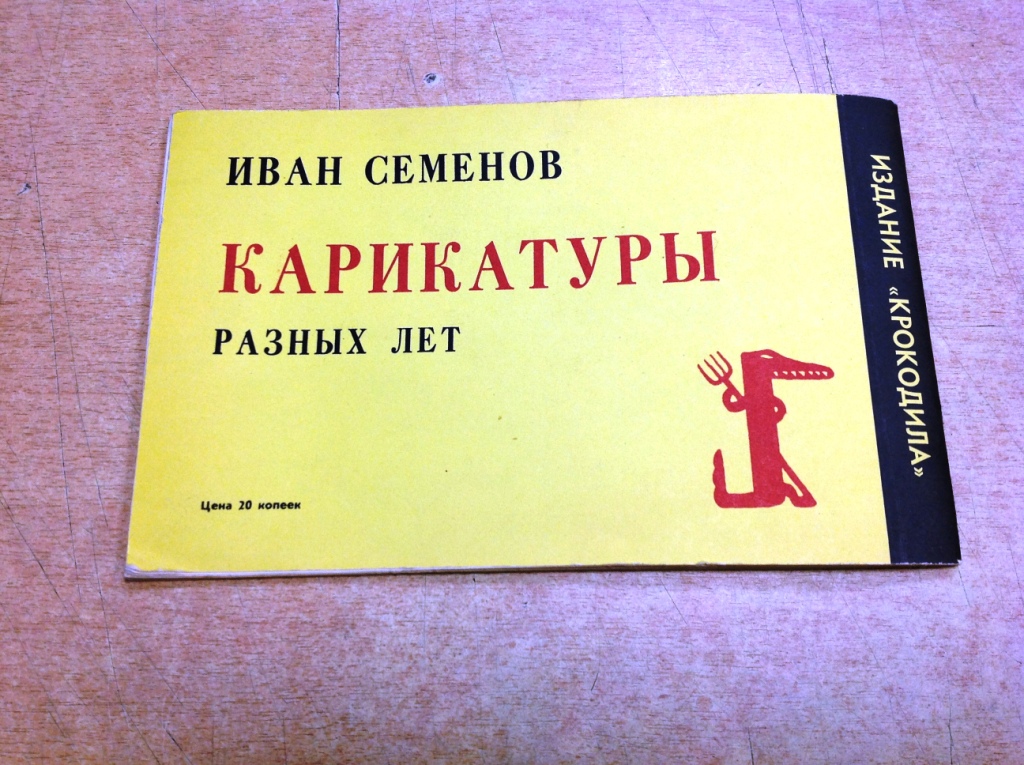 ИВАН СЕМЕНОВ
КАРИКАТУРЫ
РАЗНЫХ ЛЕТ
Цена 20 копеек
ИЗДАНИЕ «КРОКОДИЛА»